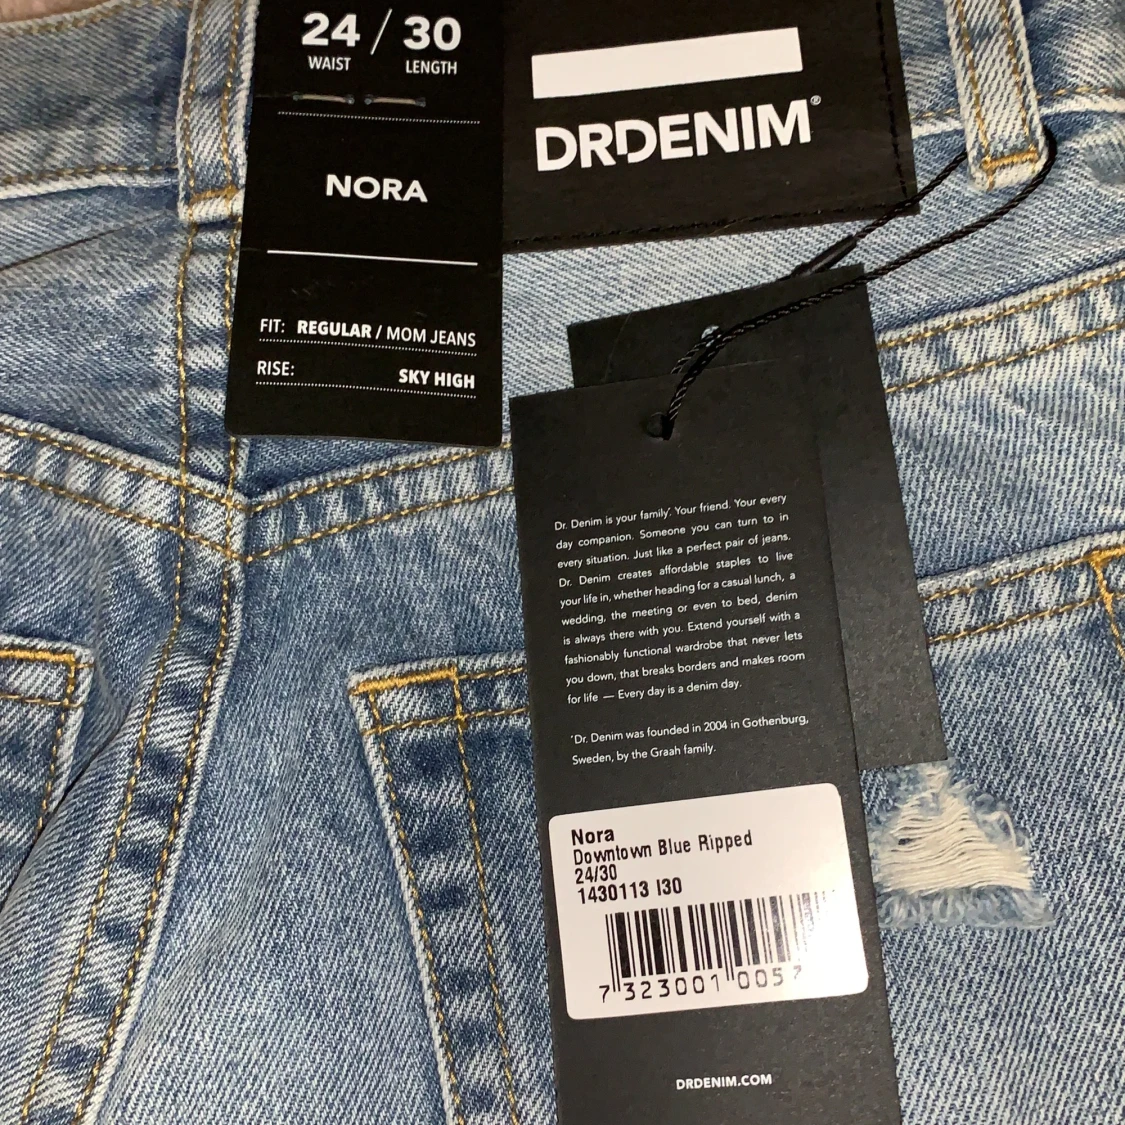 24 / 30
WAIST LENGTH
NORA
FIT: REGULAR / MOM JEANS
RISE: SKY HIGH
DRDENIM®
Dr. Denim is your family*. Your friend. Your every
day companion. Someone you can turn to in
every situation. Just like a perfect pair of jeans.
Dr. Denim creates affordable staples to live
your life in, whether heading for a casual lunch, a
wedding, the meeting or even to bed, denim
is always there with you. Extend yourself with a
fashionably functional wardrobe that never lets
you down, that breaks borders and makes room
for life — Every day is a denim day.
*Dr. Denim was founded in 2004 in Gothenburg,
Sweden, by the Graah family.
Nora
Downtown Blue Ripped
24/30
1430113 I30
7 323001 0057
DRDENIM.COM